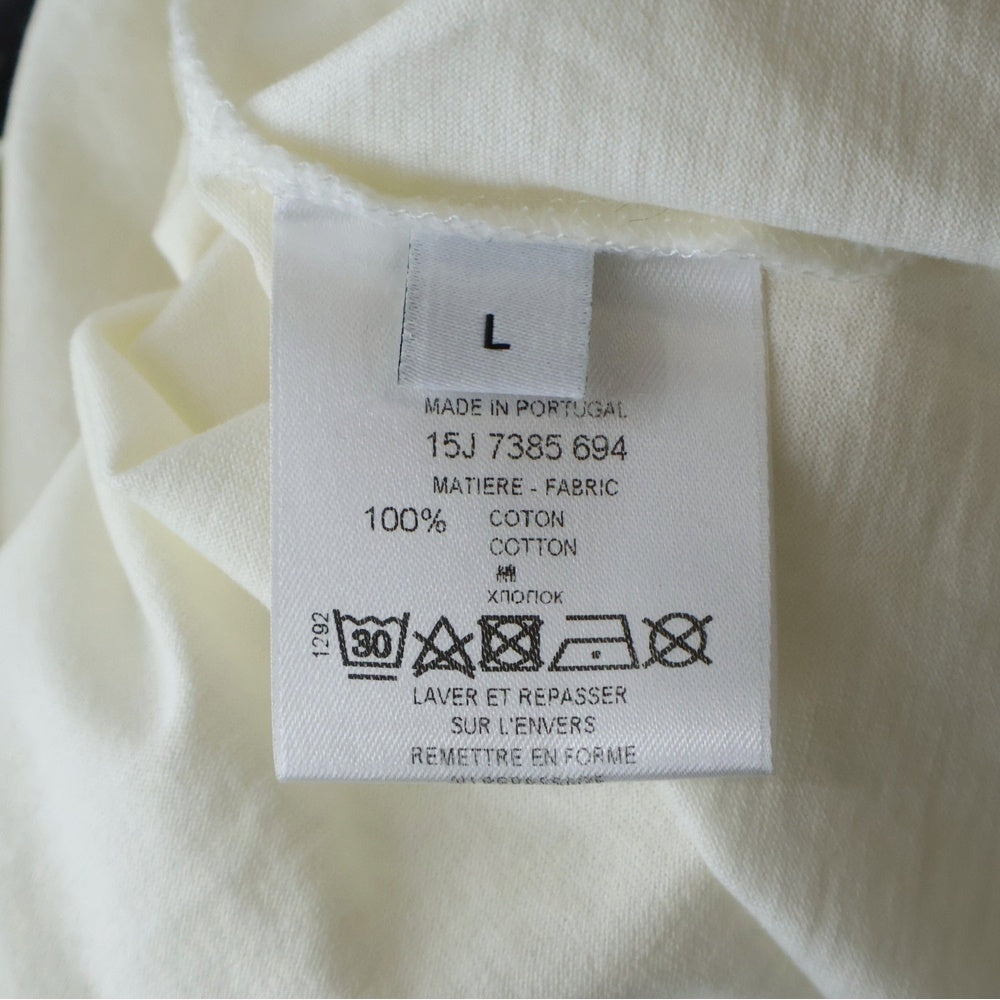 L
MADE IN PORTUGAL
15J 7385 694
MATIERE - FABRIC
100% COTON
COTTON
綿
ХЛОПОК
1292
30
LAVER ET REPASSER
SUR L'ENVERS
REMETTRE EN FORME